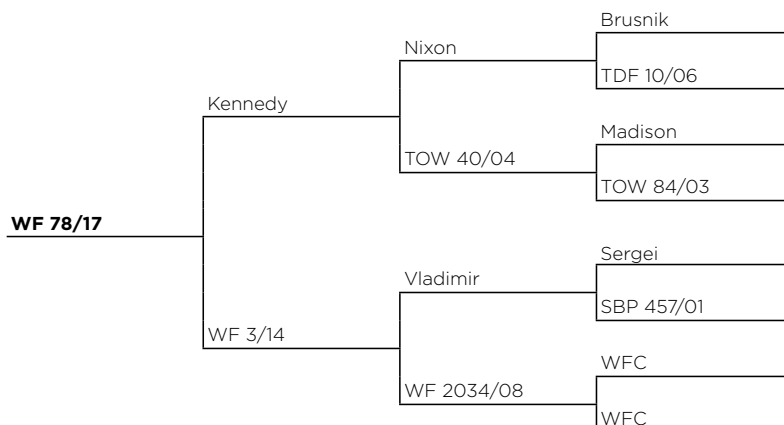 Brusnik
Nixon
TDF 10/06
Kennedy
Madison
TOW 40/04
TOW 84/03
WF 78/17
Sergei
Vladimir
SBP 457/01
WF 3/14
WFC
WF 2034/08
WFC